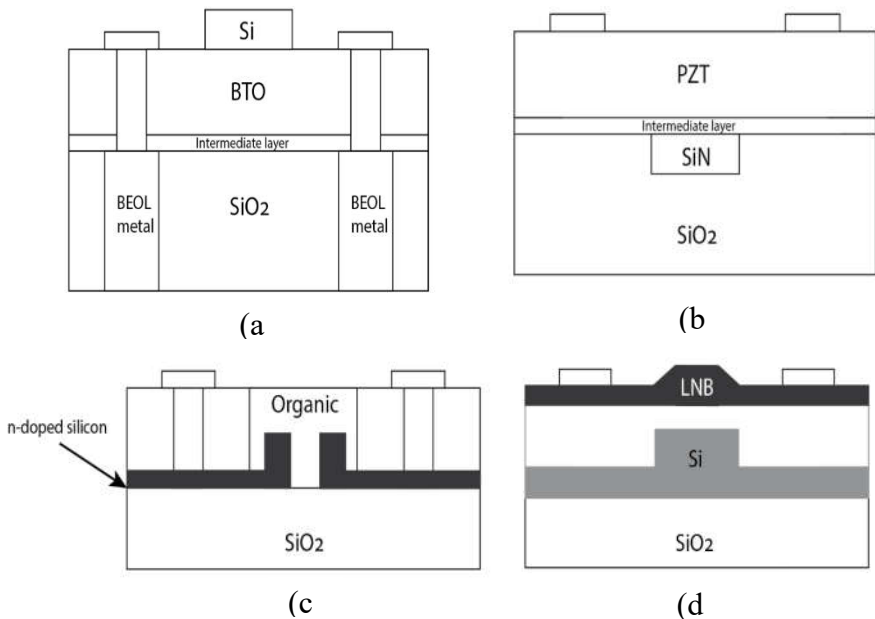 Si
BTO
Intermediate layer
BEOL
metal
SiO2
BEOL
metal
(a
PZT
Intermediate layer
SiN
SiO2
(b
Organic
n-doped silicon
SiO2
(c
LNB
Si
SiO2
(d